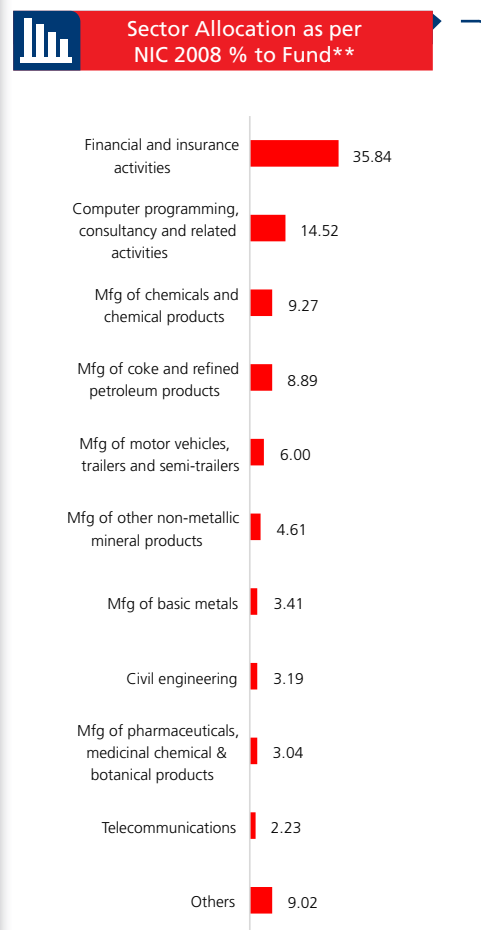 Sector Allocation as per
NIC 2008 % to Fund**
Financial and insurance
activities
35.84
Computer programming,
consultancy and related
activities
14.52
Mfg of chemicals and
chemical products
9.27
Mfg of coke and refined
petroleum products
8.89
Mfg of motor vehicles,
trailers and semi-trailers
6.00
Mfg of other non-metallic
mineral products
4.61
Mfg of basic metals
3.41
Civil engineering
3.19
Mfg of pharmaceuticals,
medicinal chemical &
botanical products
3.04
Telecommunications
2.23
Others
9.02